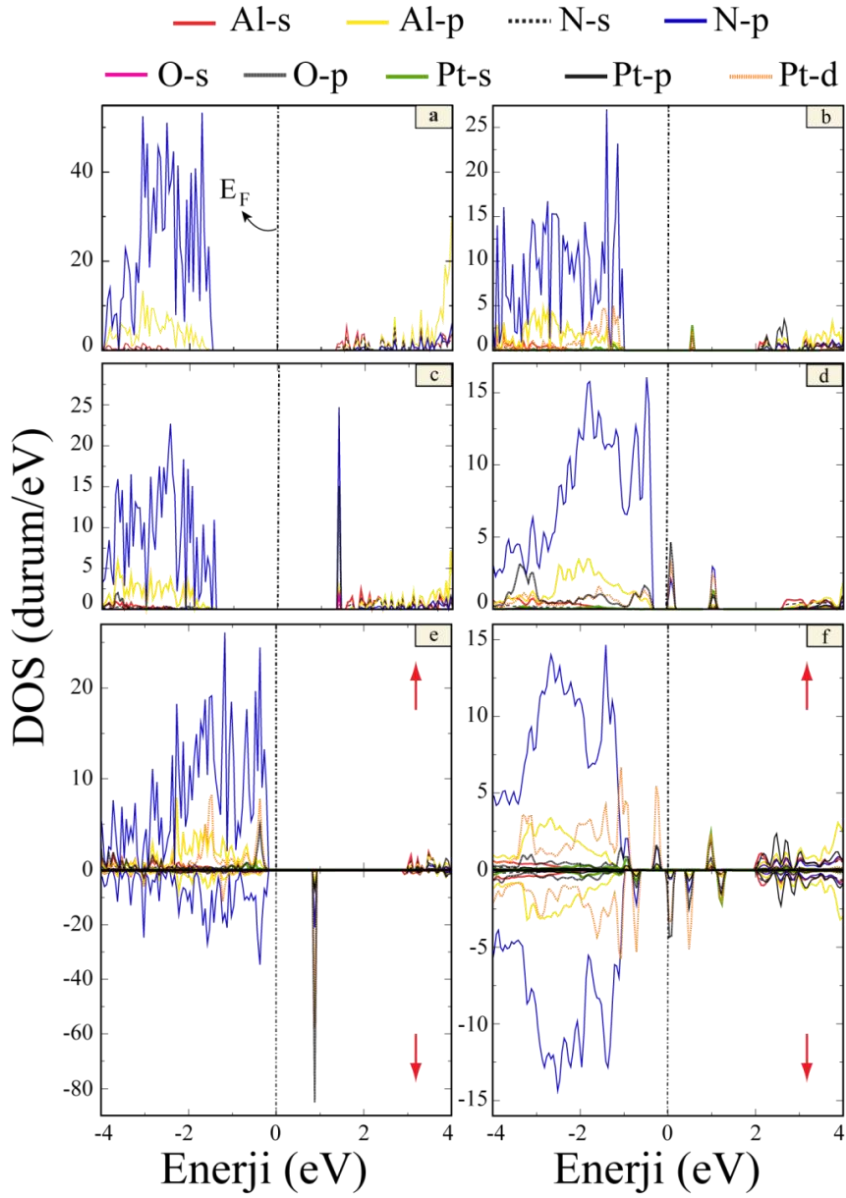 Al-s Al-p N-s N-p
O-s O-p Pt-s Pt-p Pt-d
a
b
40
20
0
E_F
25
20
15
10
5
0
c
d
25
20
15
10
5
0
15
10
5
0
e
f
20
10
0
-20
-40
-60
-80
15
10
5
0
-5
-10
-15
DOS (durum/eV)
-4 -2 0 2 4
-4 -2 0 2 4
Enerji (eV)
Enerji (eV)